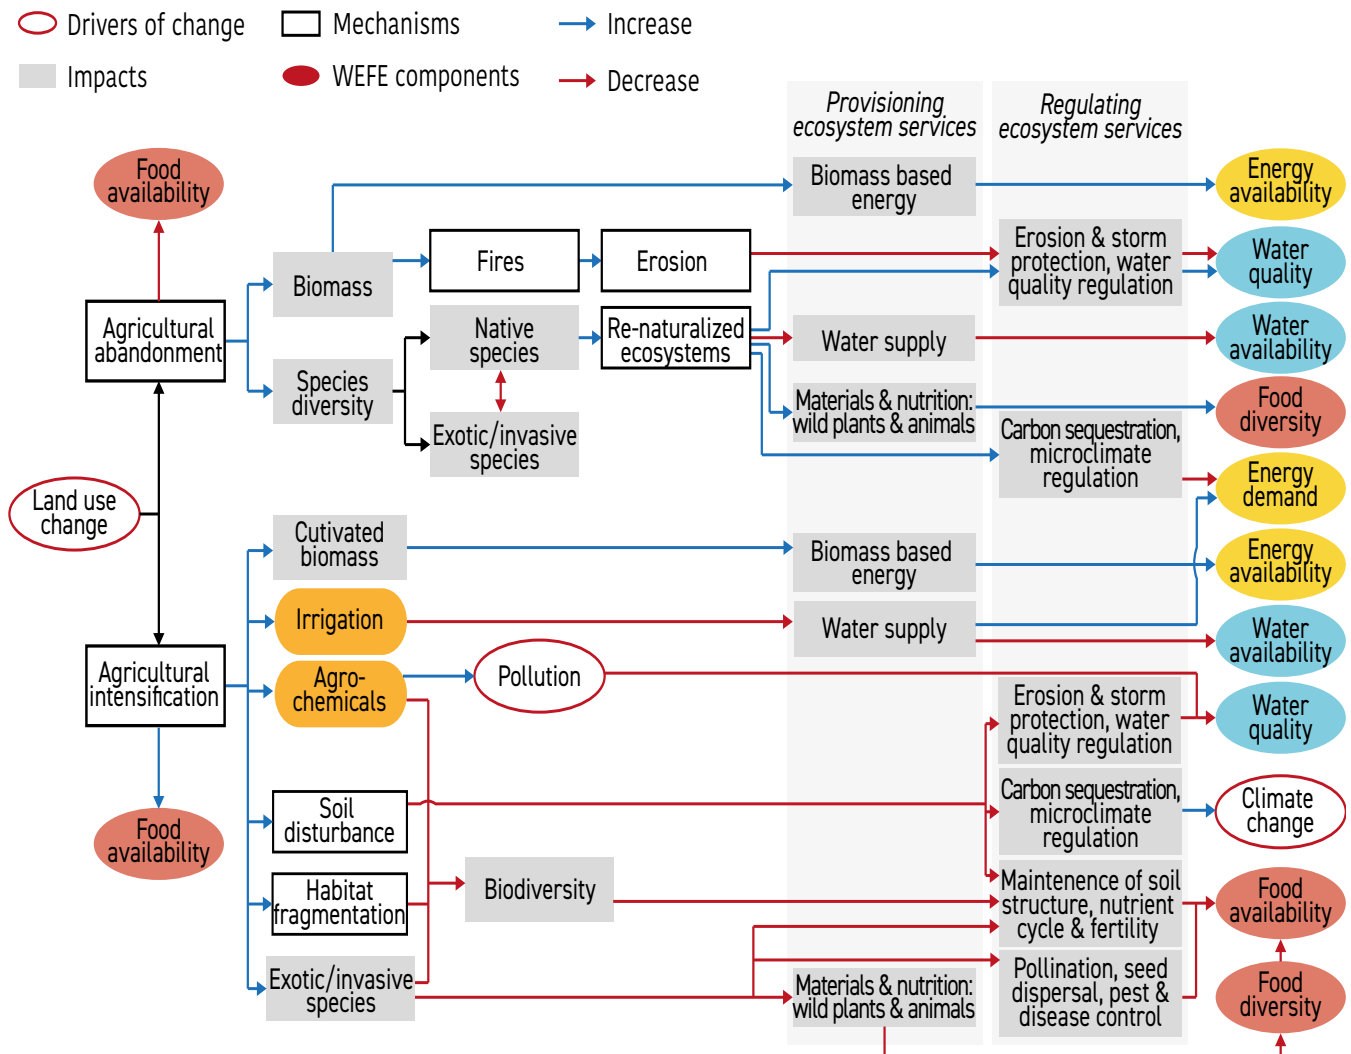 Drivers of change
Mechanisms
Increase
Impacts
WEFE components
Decrease
Provisioning
ecosystem services
Regulating
ecosystem services
Food
availability
Biomass based
energy
Energy
availability
Biomass
Fires
Erosion
Erosion & storm
protection, water
quality regulation
Water
quality
Agricultural
abandonment
Native
species
Re-naturalized
ecosystems
Water supply
Water
availability
Species
diversity
Materials & nutrition:
wild plants & animals
Food
diversity
Exotic/invasive
species
Carbon sequestration,
microclimate
regulation
Energy
demand
Land use
change
Cutivated
biomass
Biomass based
energy
Energy
availability
Irrigation
Water supply
Water
availability
Agricultural
intensification
Agro-
chemicals
Pollution
Erosion & storm
protection, water
quality regulation
Water
quality
Food
availability
Soil
disturbance
Carbon sequestration,
microclimate
regulation
Climate
change
Habitat
fragmentation
Biodiversity
Maintenence of soil
structure, nutrient
cycle & fertility
Food
availability
Exotic/invasive
species
Materials & nutrition:
wild plants & animals
Pollination, seed
dispersal, pest &
disease control
Food
diversity